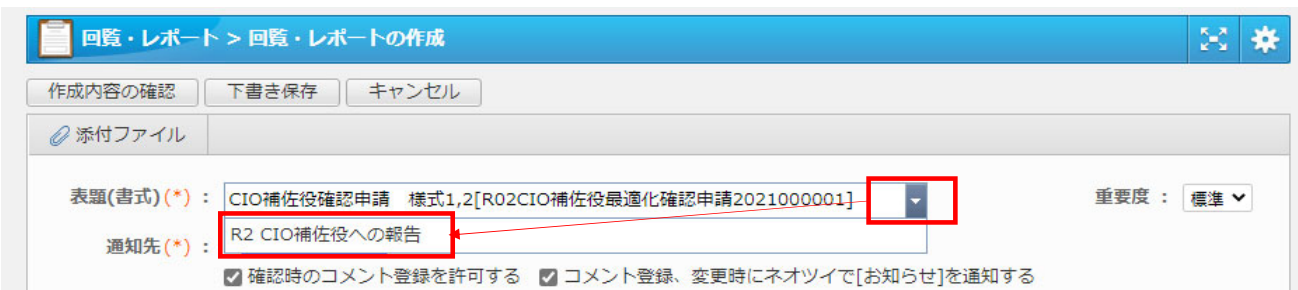 回覧・レポート > 回覧・レポートの作成
作成内容の確認 下書き保存 キャンセル
添付ファイル
表題(書式)(*) : CIO補佐役確認申請　様式1,2[R02CIO補佐役最適化確認申請2021000001] 重要度 : 標準
R2 CIO補佐役への報告
通知先(*) :
確認時のコメント登録を許可する コメント登録、変更時にネオツイで[お知らせ]を通知する